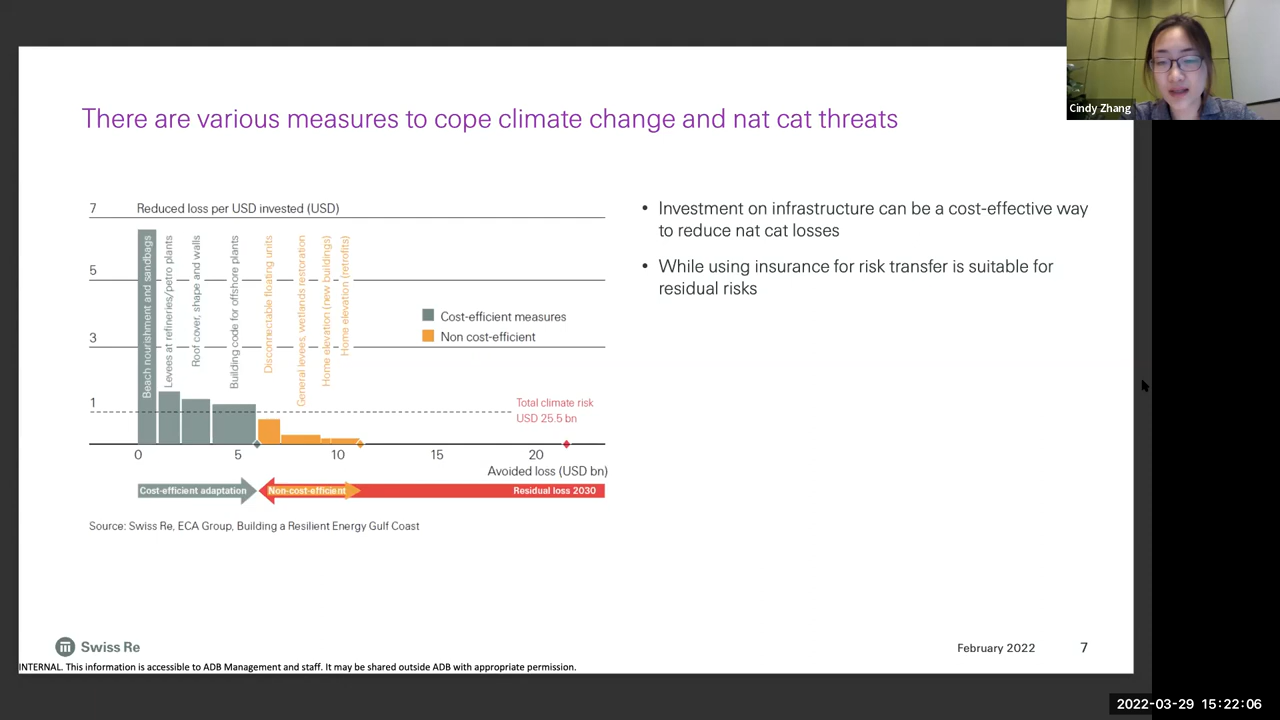 Cindy Zhang
There are various measures to cope climate change and nat cat threats
7
Reduced loss per USD invested (USD)
5
3
1
Beach nourishment and sandbags
Levees at refineries/petro plants
Roof cover, shape and walls
Building code for offshore plants
Disconnectable floating units
General levees, wetlands restoration
Home elevation (new buildings)
Home elevation (retrofits)
Cost-efficient measures
Non cost-efficient
Total climate risk
USD 25.5 bn
0 5 10 15 20
Avoided loss (USD bn)
Cost-efficient adaptation
Non-cost-efficient
Residual loss 2030
Source: Swiss Re, ECA Group, Building a Resilient Energy Gulf Coast
• Investment on infrastructure can be a cost-effective way
to reduce nat cat losses
• While using insurance for risk transfer is suitable for
residual risks
Swiss Re
February 2022
7
INTERNAL. This information is accessible to ADB Management and staff. It may be shared outside ADB with appropriate permission.
2022-03-29 15:22:06